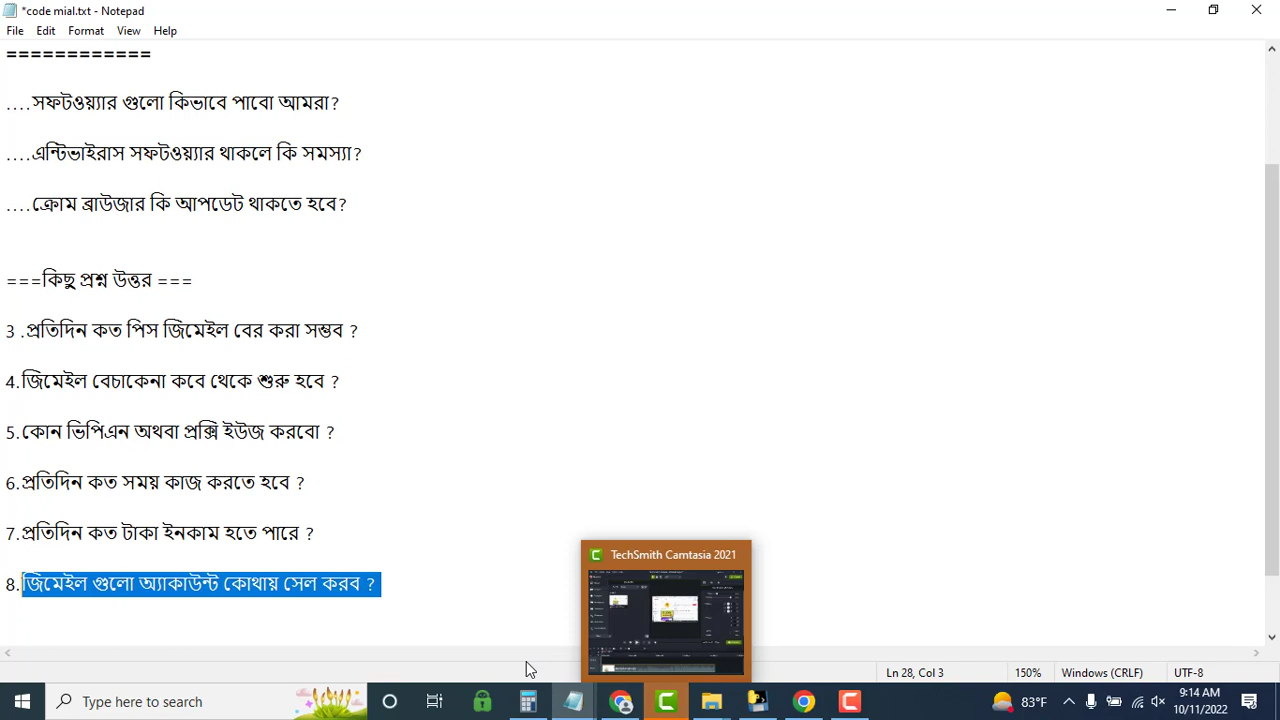 *code mial.txt - Notepad
File Edit Format View Help
============
....সফটওয়্যার গুলো কিভাবে পাবো আমরা?
....এন্টিভাইরাস সফটওয়্যার থাকলে কি সমস্যা?
....ক্রোম ব্রাউজার কি আপডেট থাকতে হবে?
===কিছু প্রশ্ন উত্তর ===
3 .প্রতিদিন কত পিস জিমেইল বের করা সম্ভব ?
4.জিমেইল বেচাকেনা কবে থেকে শুরু হবে ?
5.কোন ভিপিএন অথবা প্রক্সি ইউজ করবো ?
6.প্রতিদিন কত সময় কাজ করতে হবে ?
7.প্রতিদিন কত টাকা ইনকাম হতে পারে ?
8.জিমেইল গুলো অ্যাকাউন্ট কোথায় সেল করব ?
TechSmith Camtasia 2021
Ln 28, Col 3 150% Windows (CRLF) UTF-8
Type here to search
83°F
9:14 AM
10/11/2022